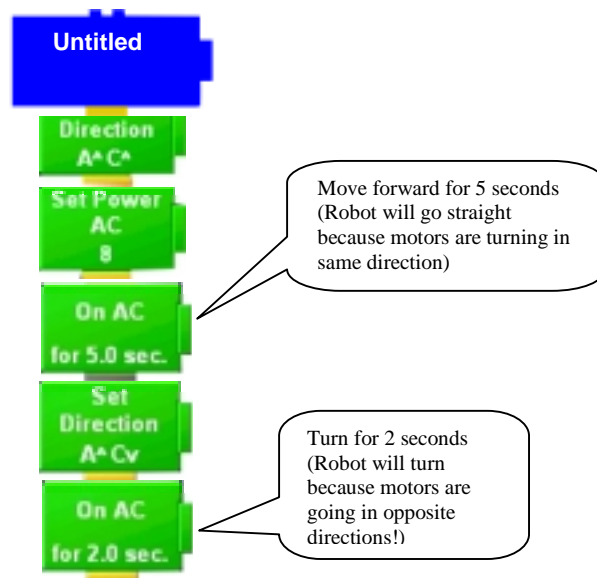 Untitled
Direction
A^ C^
Set Power
AC
8
Move forward for 5 seconds
(Robot will go straight
because motors are turning in
same direction)
On AC
for 5.0 sec.
Set
Direction
A^ Cv
Turn for 2 seconds
(Robot will turn
because motors are
going in opposite
directions!)
On AC
for 2.0 sec.